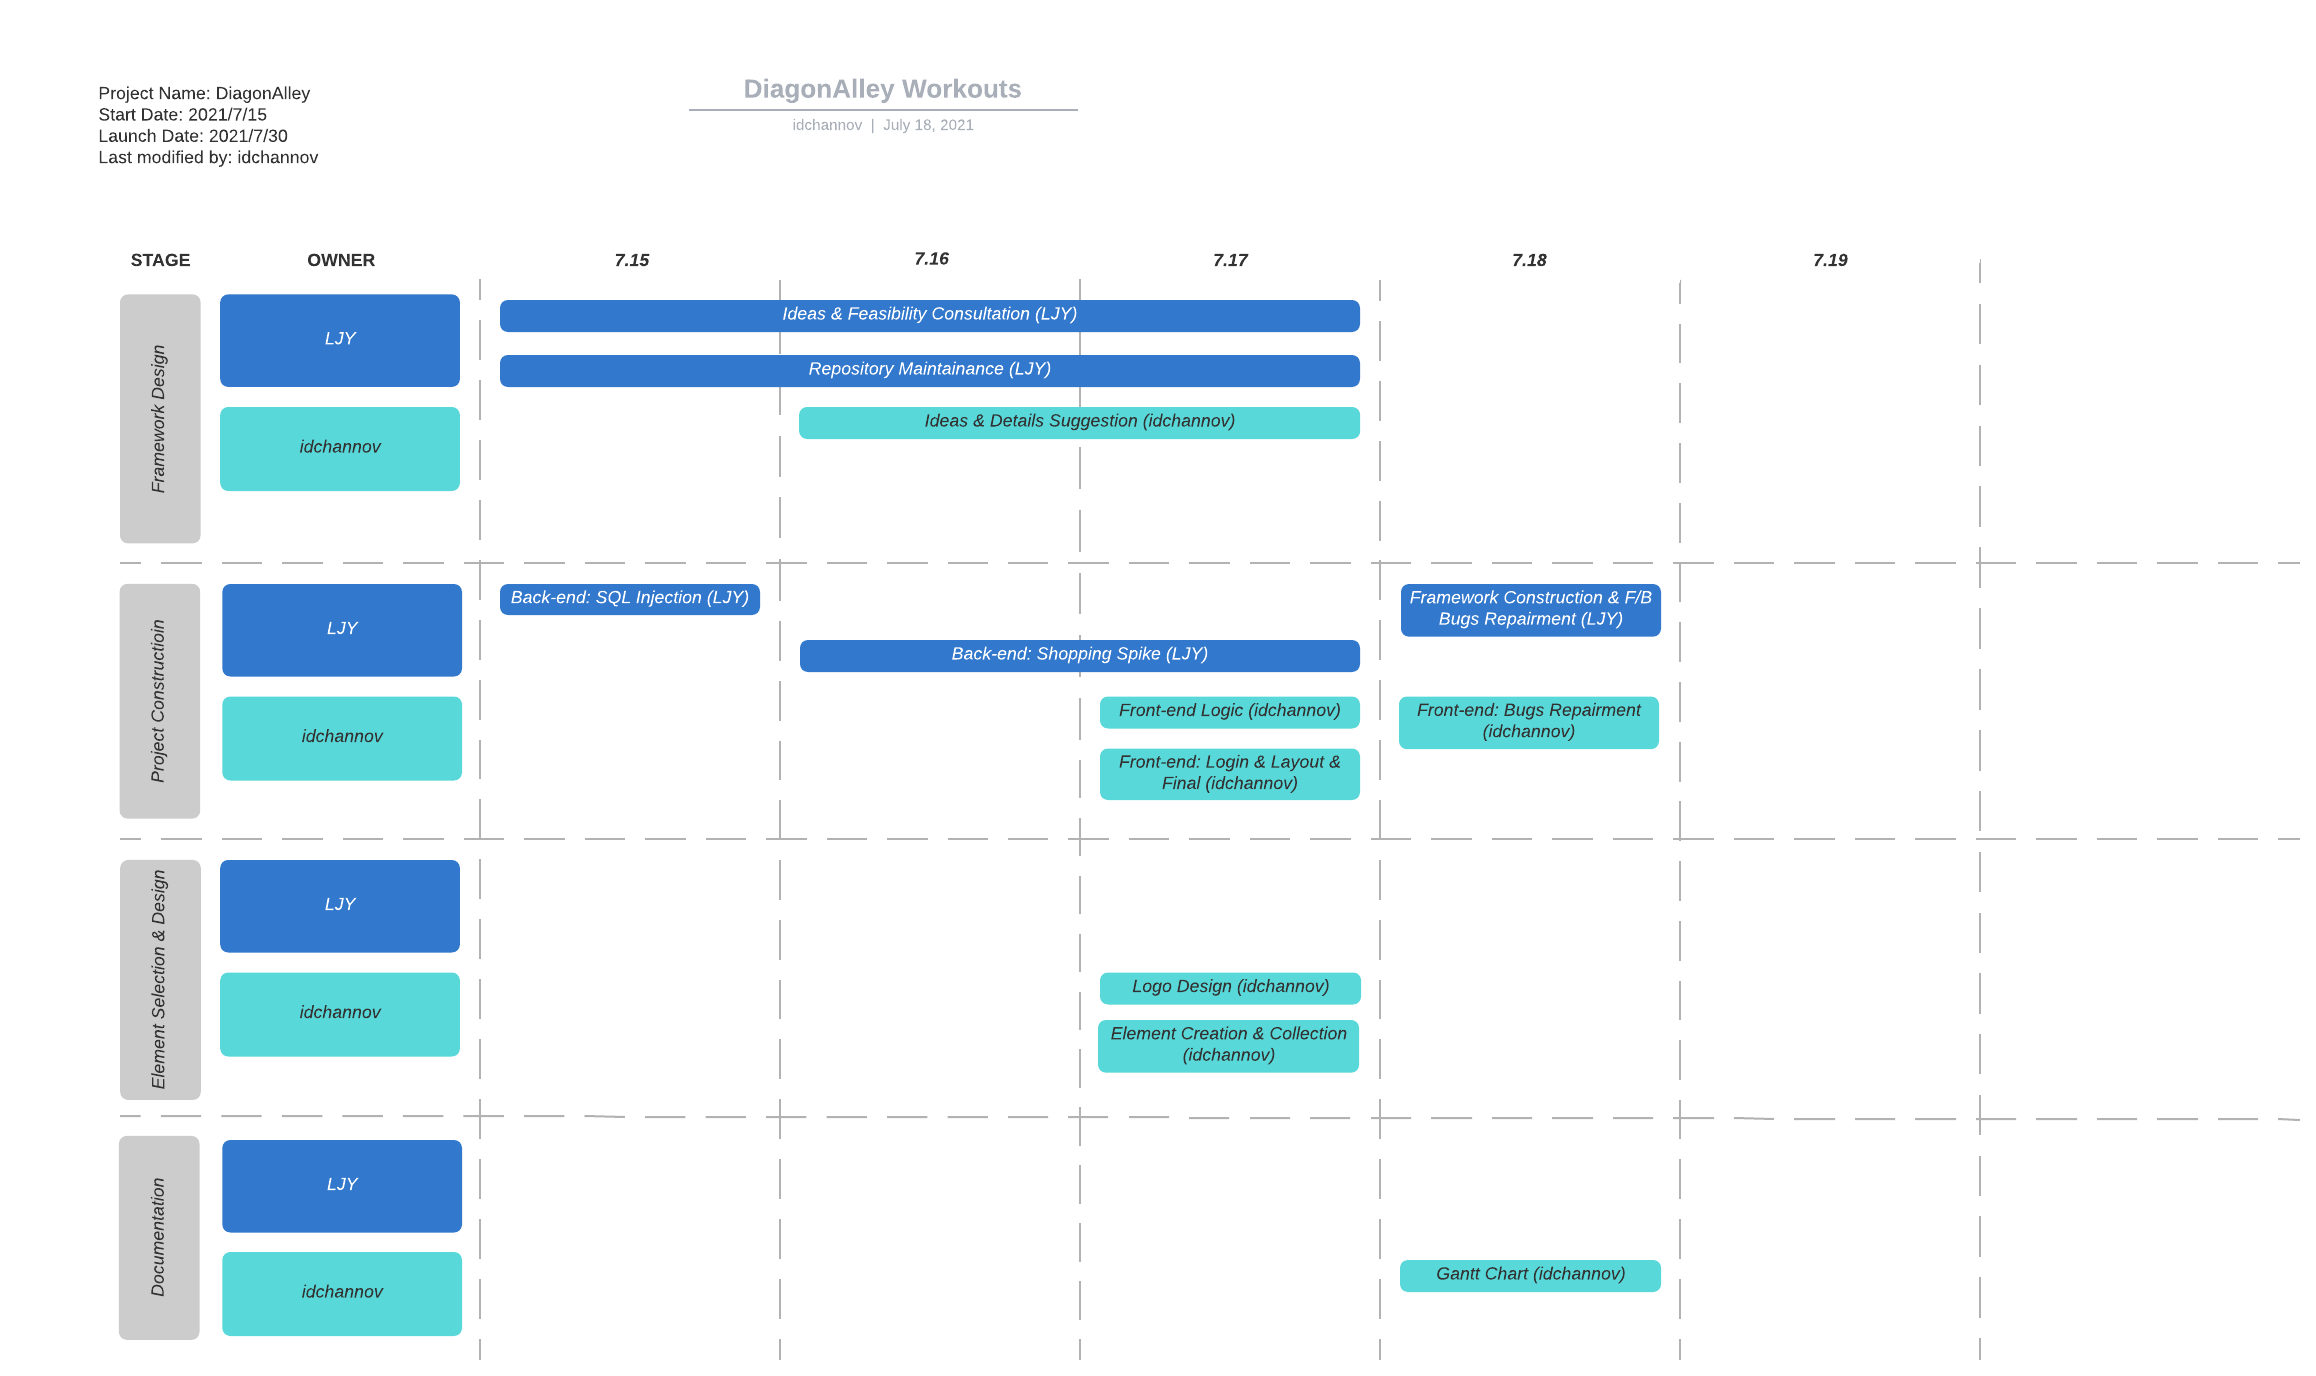 Project Name: DiagonAlley
Start Date: 2021/7/15
Launch Date: 2021/7/30
Last modified by: idchannov
DiagonAlley Workouts
idchannov | July 18, 2021
STAGE
OWNER
7.15
7.16
7.17
7.18
7.19
Framework Design
LJY
Ideas & Feasibility Consultation (LJY)
Repository Maintainance (LJY)
idchannov
Ideas & Details Suggestion (idchannov)
Project Constructioin
LJY
Back-end: SQL Injection (LJY)
Framework Construction & F/B
Bugs Repairment (LJY)
Back-end: Shopping Spike (LJY)
idchannov
Front-end Logic (idchannov)
Front-end: Bugs Repairment
(idchannov)
Front-end: Login & Layout &
Final (idchannov)
Element Selection & Design
LJY
idchannov
Logo Design (idchannov)
Element Creation & Collection
(idchannov)
Documentation
LJY
idchannov
Gantt Chart (idchannov)